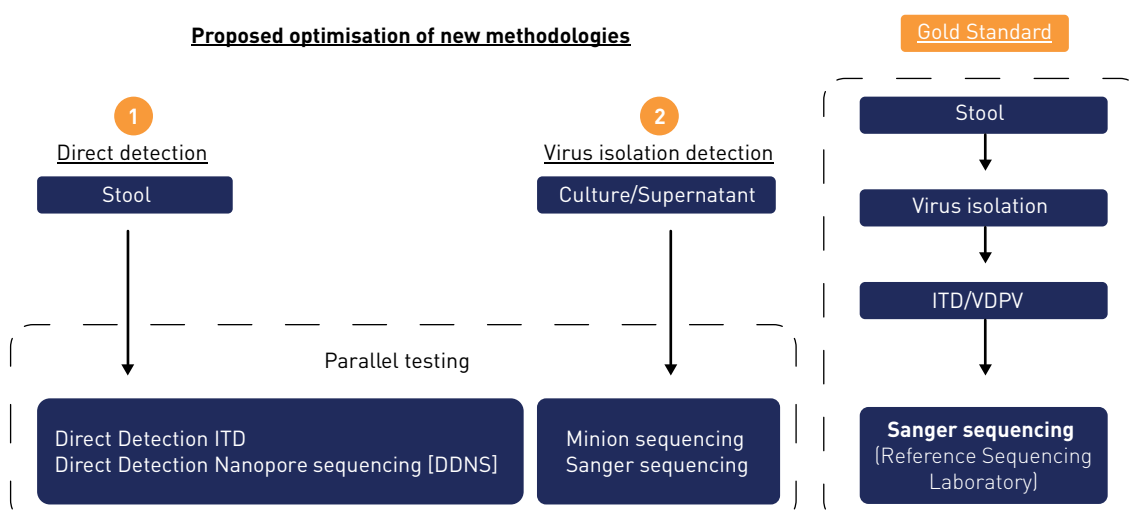 Proposed optimisation of new methodologies
Gold Standard
1
Direct detection
Stool
2
Virus isolation detection
Culture/Supernatant
Parallel testing
Direct Detection ITD
Direct Detection Nanopore sequencing [DDNS]
Minion sequencing
Sanger sequencing
Stool
Virus isolation
ITD/VDPV
Sanger sequencing
(Reference Sequencing
Laboratory)